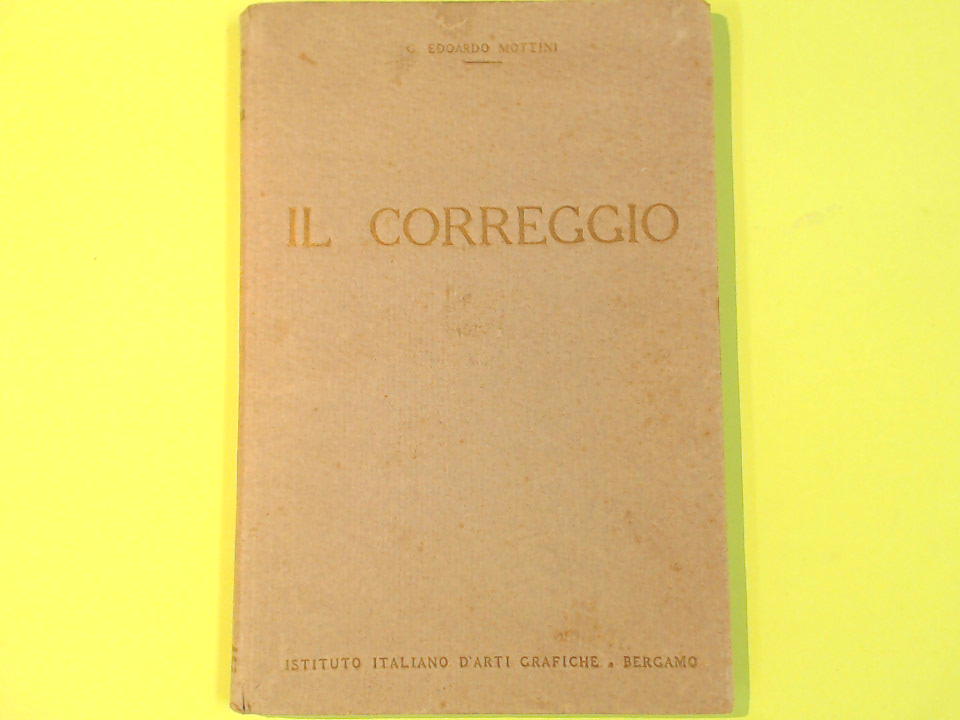 G. EDOARDO MOTTINI
IL CORREGGIO
ISTITUTO ITALIANO D'ARTI GRAFICHE . BERGAMO